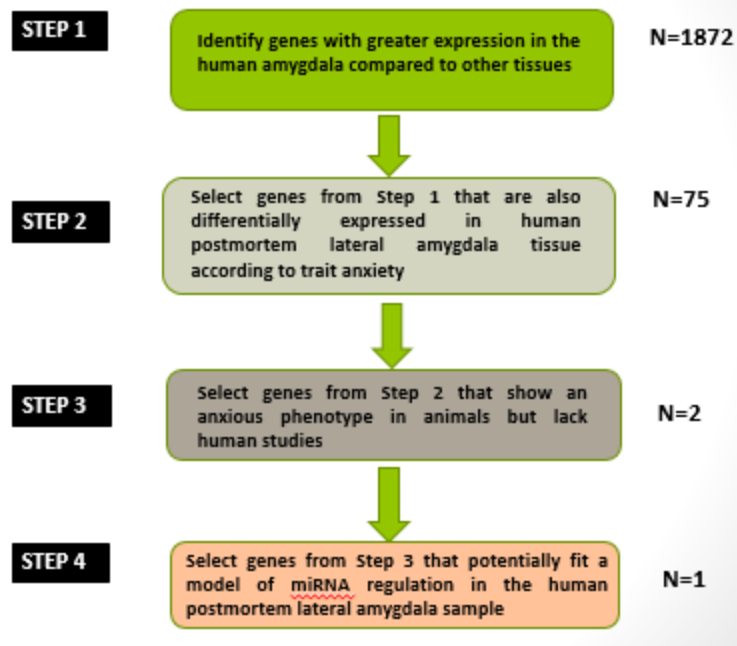 STEP 1
Identify genes with greater expression in the
human amygdala compared to other tissues
N=1872
STEP 2
Select genes from Step 1 that are also
differentially expressed in human
postmortem lateral amygdala tissue
according to trait anxiety
N=75
STEP 3
Select genes from Step 2 that show an
anxious phenotype in animals but lack
human studies
N=2
STEP 4
Select genes from Step 3 that potentially fit a
model of miRNA regulation in the human
postmortem lateral amygdala sample
N=1